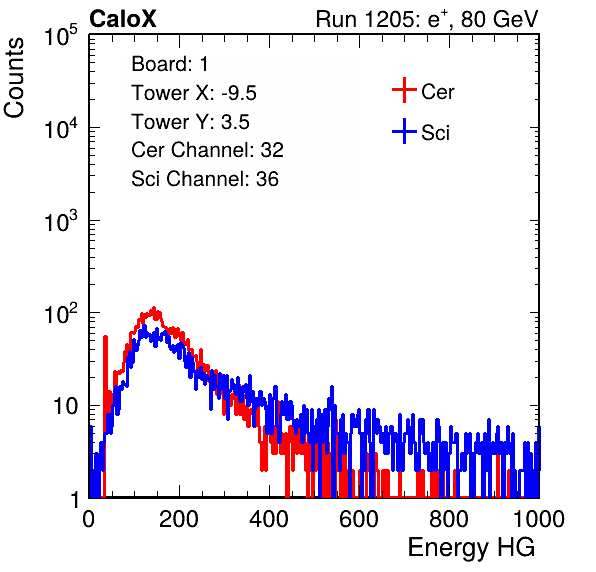 CaloX Run 1205: e⁺, 80 GeV
Counts
10⁵
10⁴
10³
10²
10
1
Board: 1
Tower X: -9.5
Tower Y: 3.5
Cer Channel: 32
Sci Channel: 36
Cer
Sci
0 200 400 600 800 1000
Energy HG